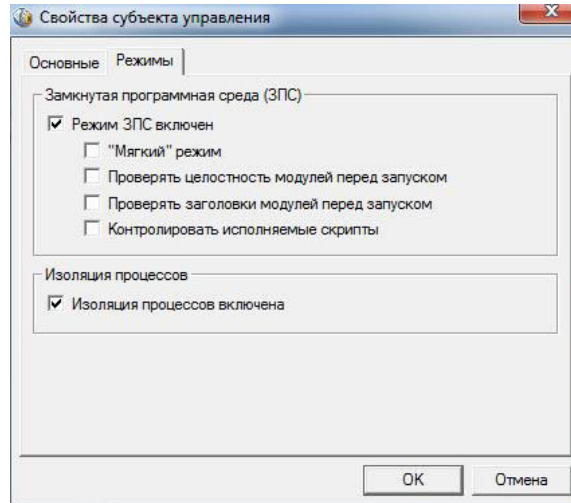 Свойства субъекта управления
Основные Режимы
Замкнутая программная среда (ЗПС)
Режим ЗПС включен
"Мягкий" режим
Проверять целостность модулей перед запуском
Проверять заголовки модулей перед запуском
Контролировать исполняемые скрипты
Изоляция процессов
Изоляция процессов включена
OK Отмена